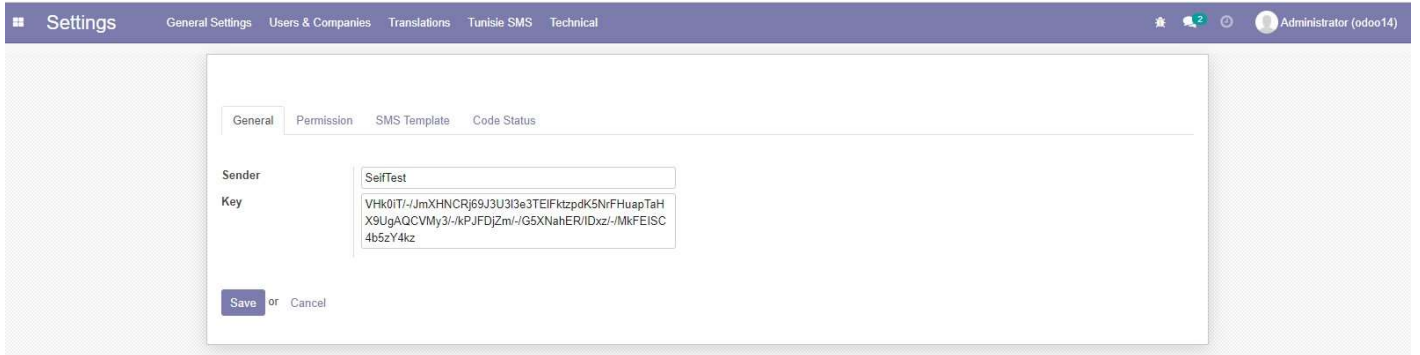 Settings General Settings Users & Companies Translations Tunisie SMS Technical 2 Administrator (odoo14)
General Permission SMS Template Code Status
Sender SeifTest
Key VHk0iT/-/JmXHNCRj69J3U3l3e3TElFktzpdK5NrFHuapTaH
X9UgAQCVMy3/-/kPJFDjZm/-/G5XNahER/IDxz/-/MkFEISC
4b5zY4kz
Save or Cancel